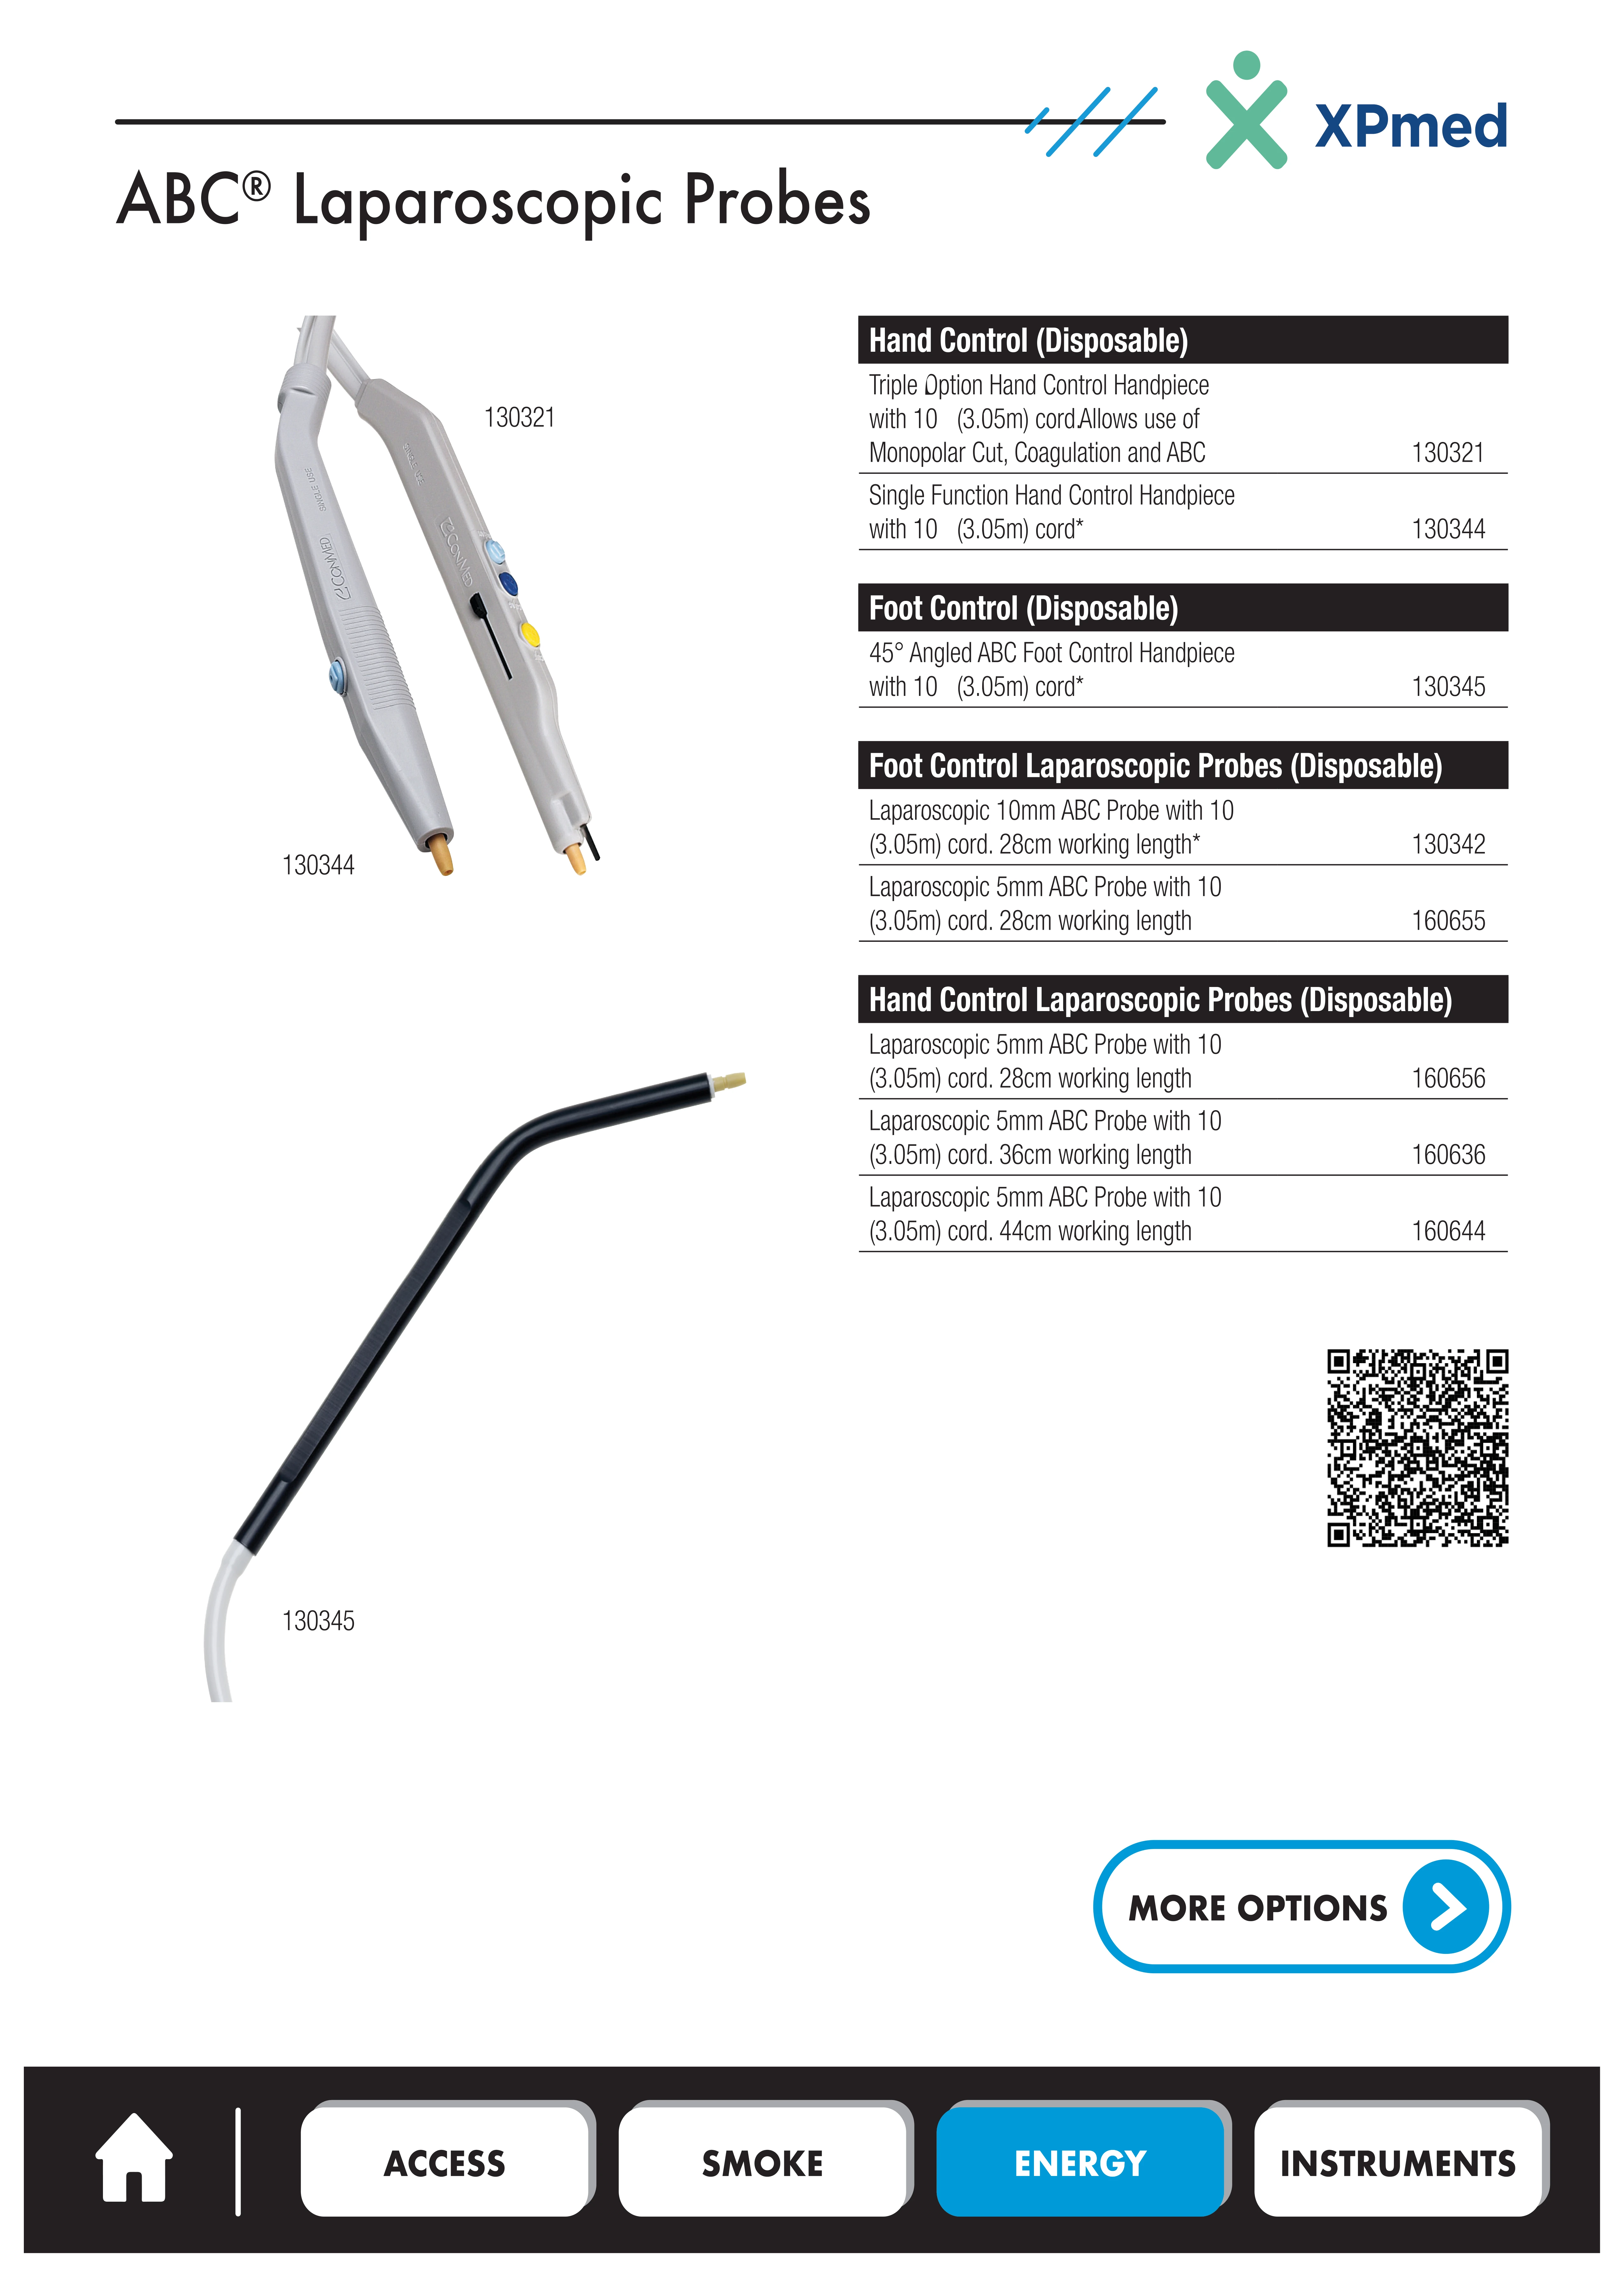 XPmed
ABC® Laparoscopic Probes
130321
SINGLE USE
CONMED
CONMED
130344
Hand Control (Disposable)
Triple Option Hand Control Handpiece
with 10 (3.05m) cord.Allows use of
Monopolar Cut, Coagulation and ABC 130321
Single Function Hand Control Handpiece
with 10 (3.05m) cord* 130344
Foot Control (Disposable)
45° Angled ABC Foot Control Handpiece
with 10 (3.05m) cord* 130345
Foot Control Laparoscopic Probes (Disposable)
Laparoscopic 10mm ABC Probe with 10
(3.05m) cord. 28cm working length* 130342
Laparoscopic 5mm ABC Probe with 10
(3.05m) cord. 28cm working length 160655
Hand Control Laparoscopic Probes (Disposable)
Laparoscopic 5mm ABC Probe with 10
(3.05m) cord. 28cm working length 160656
Laparoscopic 5mm ABC Probe with 10
(3.05m) cord. 36cm working length 160636
Laparoscopic 5mm ABC Probe with 10
(3.05m) cord. 44cm working length 160644
130345
MORE OPTIONS
ACCESS
SMOKE
ENERGY
INSTRUMENTS